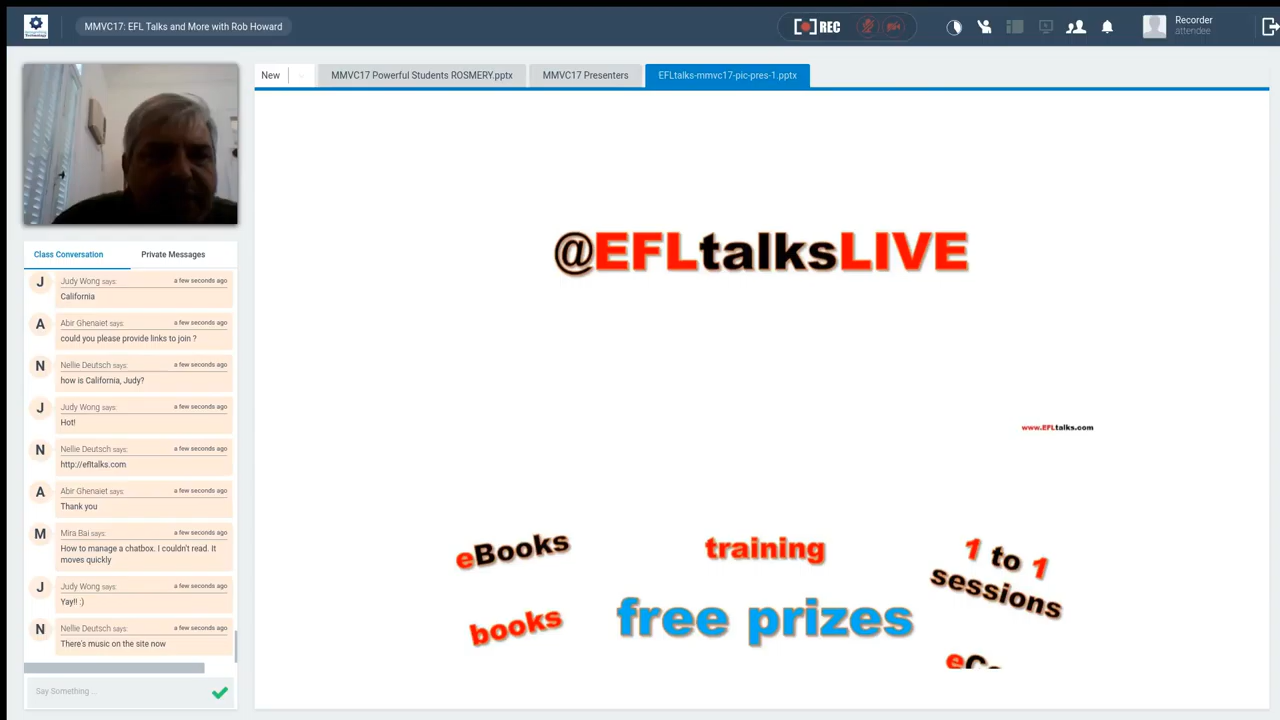 MMVC17: EFL Talks and More with Rob Howard
REC
Recorder
attendee
New
MMVC17 Powerful Students ROSMERY.pptx
MMVC17 Presenters
EFLtalks-mmvc17-pic-pres-1.pptx
Class Conversation
Private Messages
J
Judy Wong says:
a few seconds ago
California
A
Abir Ghenaiet says:
a few seconds ago
could you please provide links to join ?
N
Nellie Deutsch says:
a few seconds ago
how is California, Judy?
J
Judy Wong says:
a few seconds ago
Hot!
N
Nellie Deutsch says:
a few seconds ago
http://efltalks.com
A
Abir Ghenaiet says:
a few seconds ago
Thank you
M
Mira Bai says:
a few seconds ago
How to manage a chatbox. I couldn't read. It
moves quickly
J
Judy Wong says:
a few seconds ago
Yay!! :)
N
Nellie Deutsch says:
a few seconds ago
There's music on the site now
Say Something ...
@EFLtalksLIVE
www.EFLtalks.com
eBooks
training
1 to 1
sessions
books
free prizes